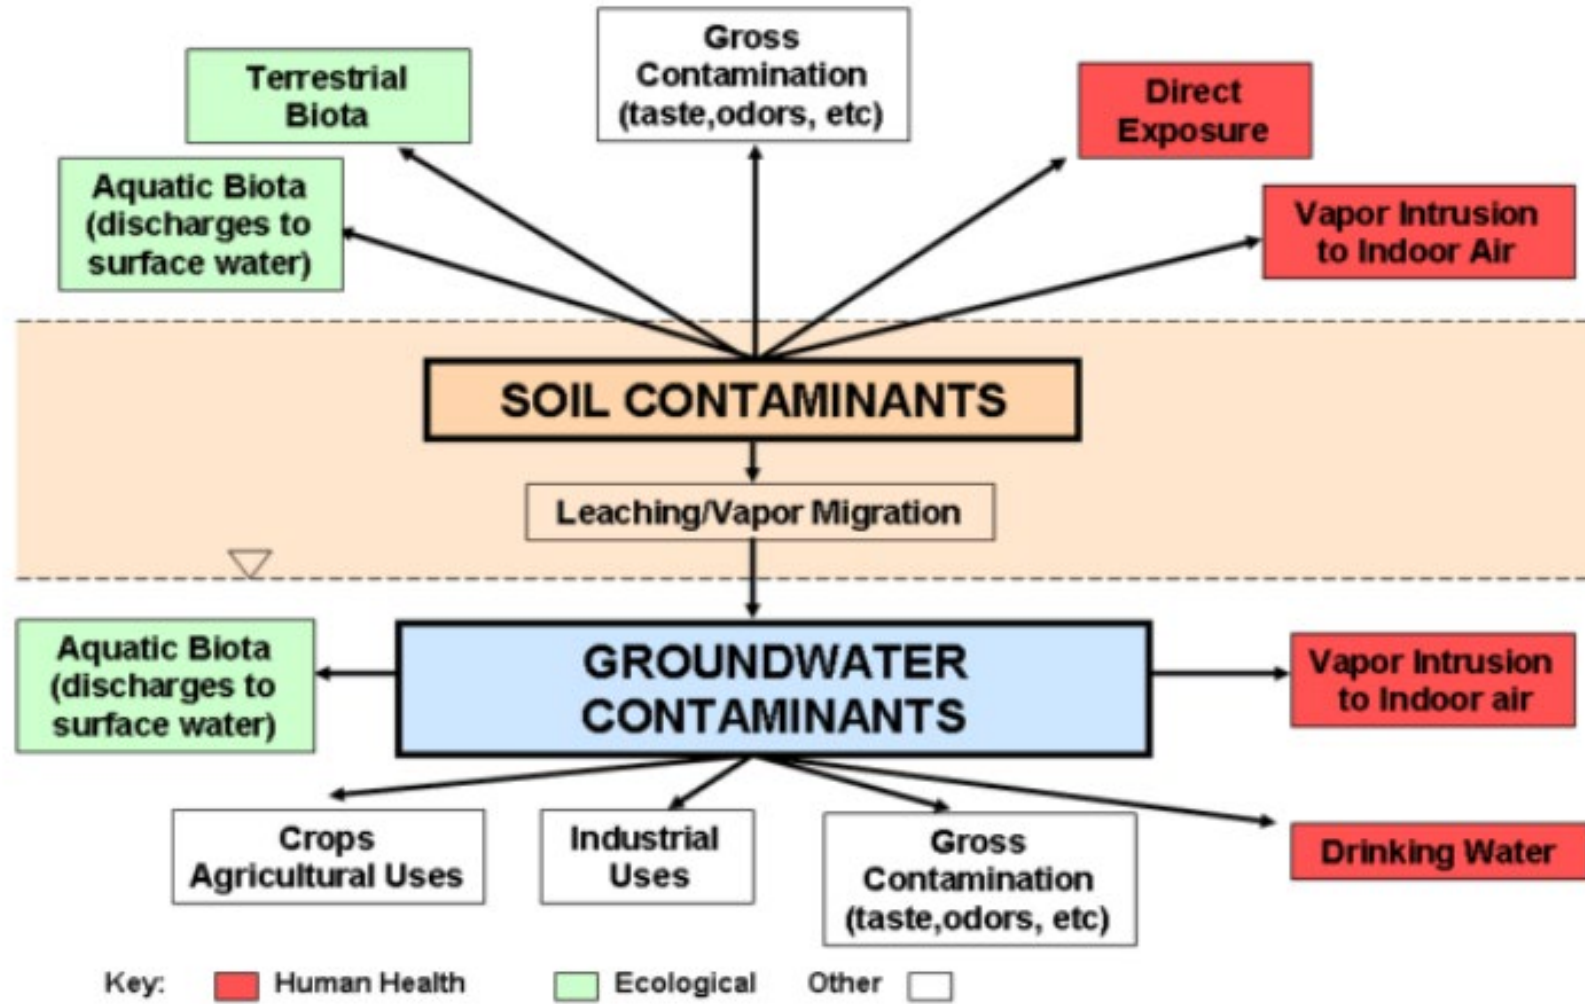 Gross
Contamination
(taste,odors, etc)
Terrestrial
Biota
Direct
Exposure
Aquatic Biota
(discharges to
surface water)
Vapor Intrusion
to Indoor Air
SOIL CONTAMINANTS
Leaching/Vapor Migration
Aquatic Biota
(discharges to
surface water)
GROUNDWATER
CONTAMINANTS
Vapor Intrusion
to Indoor air
Crops
Agricultural Uses
Industrial
Uses
Gross
Contamination
(taste,odors, etc)
Drinking Water
Key: Human Health Ecological Other